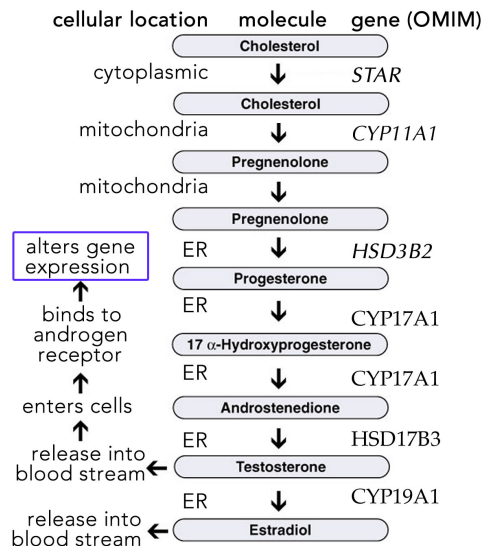 cellular location molecule gene (OMIM)
Cholesterol
cytoplasmic STAR
Cholesterol
mitochondria CYP11A1
Pregnenolone
mitochondria
Pregnenolone
ER HSD3B2
Progesterone
ER CYP17A1
17 α-Hydroxyprogesterone
ER CYP17A1
Androstenedione
ER HSD17B3
Testosterone
ER CYP19A1
Estradiol
alters gene
expression
binds to
androgen
receptor
enters cells
release into
blood stream
release into
blood stream